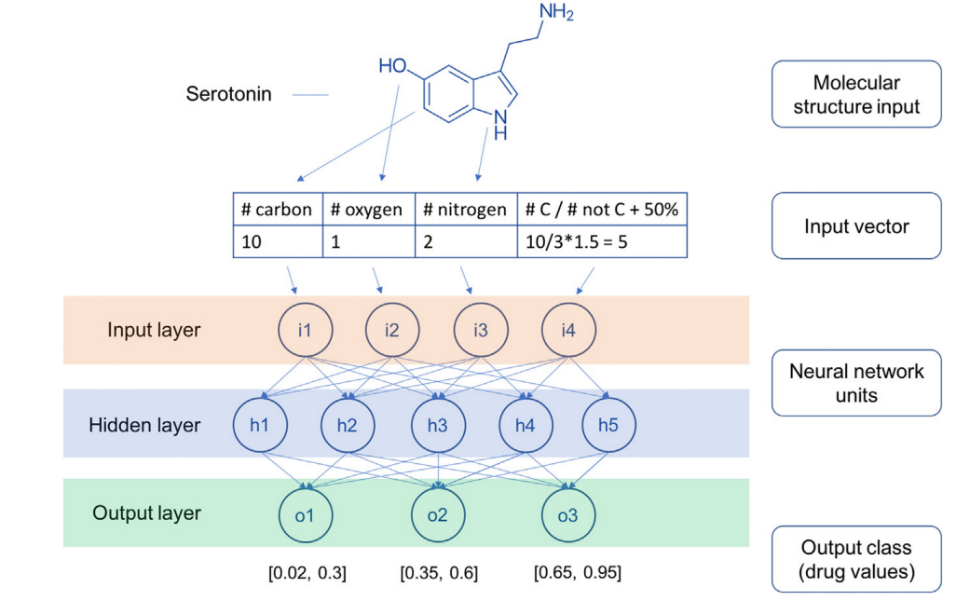 NH2
HO
Serotonin
N
H
Molecular
structure input
# carbon # oxygen # nitrogen # C / # not C + 50%
10 1 2 10/3*1.5 = 5
Input vector
Input layer i1 i2 i3 i4
Neural network
units
Hidden layer h1 h2 h3 h4 h5
Output layer o1 o2 o3
[0.02, 0.3] [0.35, 0.6] [0.65, 0.95]
Output class
(drug values)